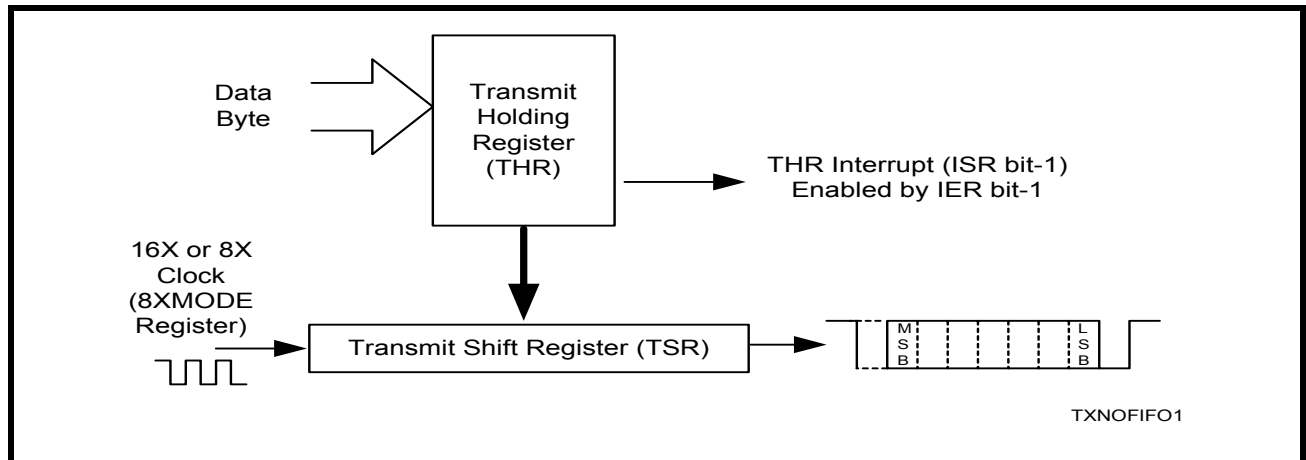 Data
Byte
Transmit
Holding
Register
(THR)
THR Interrupt (ISR bit-1)
Enabled by IER bit-1
16X or 8X
Clock
(8XMODE
Register)
Transmit Shift Register (TSR)
M
S
B
L
S
B
TXNOFIFO1